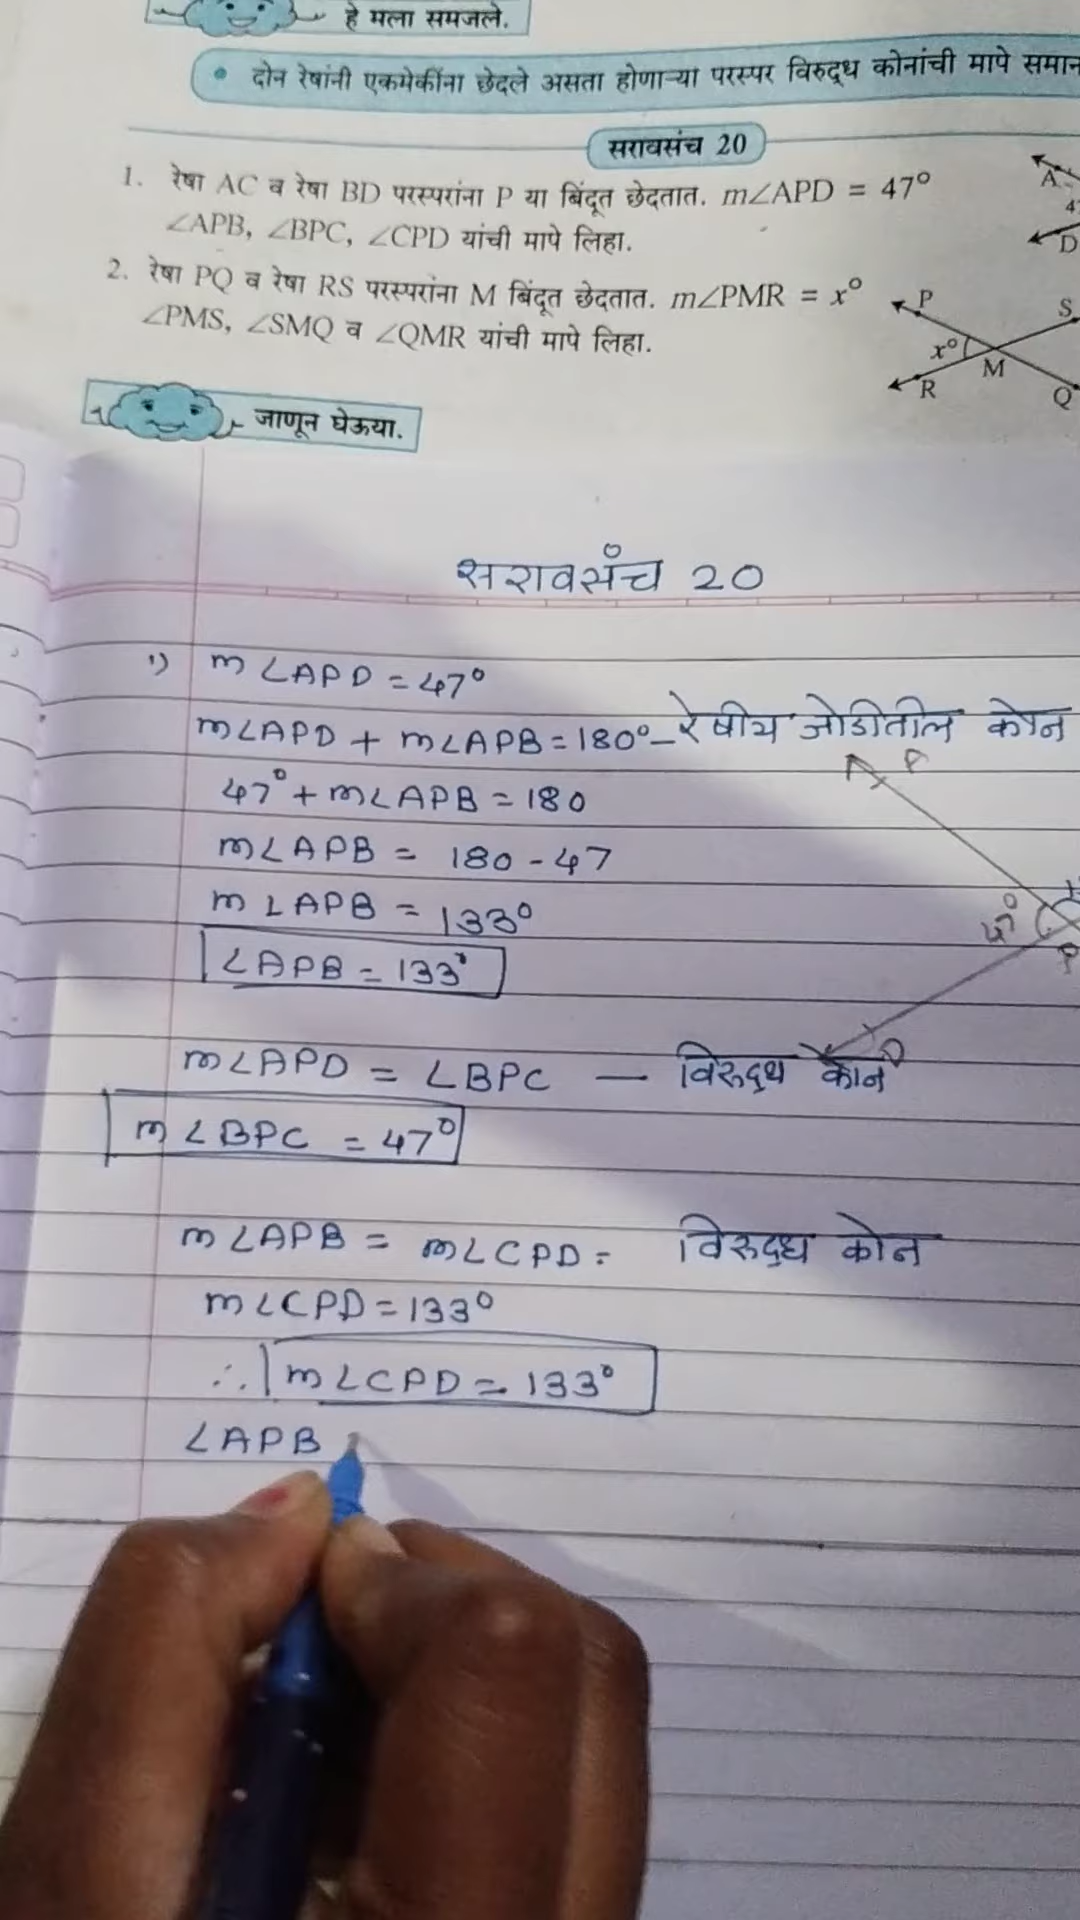 हे मला समजले.
• दोन रेषांनी एकमेकींना छेदले असता होणाऱ्या परस्पर विरुद्ध कोनांची मापे समान
सरावसंच 20
1. रेषा AC व रेषा BD परस्परांना P या बिंदूत छेदतात. m∠APD = 47°
∠APB, ∠BPC, ∠CPD यांची मापे लिहा.
A
D
2. रेषा PQ व रेषा RS परस्परांना M बिंदूत छेदतात. m∠PMR = x°
∠PMS, ∠SMQ व ∠QMR यांची मापे लिहा.
P
S
x°
M
R
Q
जाणून घेऊया.
सरावसंच 20
1) m∠APD = 47°
m∠APD + m∠APB = 180° – रेषीय जोडीतील कोन
47° + m∠APB = 180
m∠APB = 180 - 47
m∠APB = 133°
∠APB = 133°
47°
P
D
m∠APD = ∠BPC — विरुद्ध कोन
m∠BPC = 47°
m∠APB = m∠CPD = विरुद्ध कोन
m∠CPD = 133°
∴ m∠CPD = 133°
∠APB